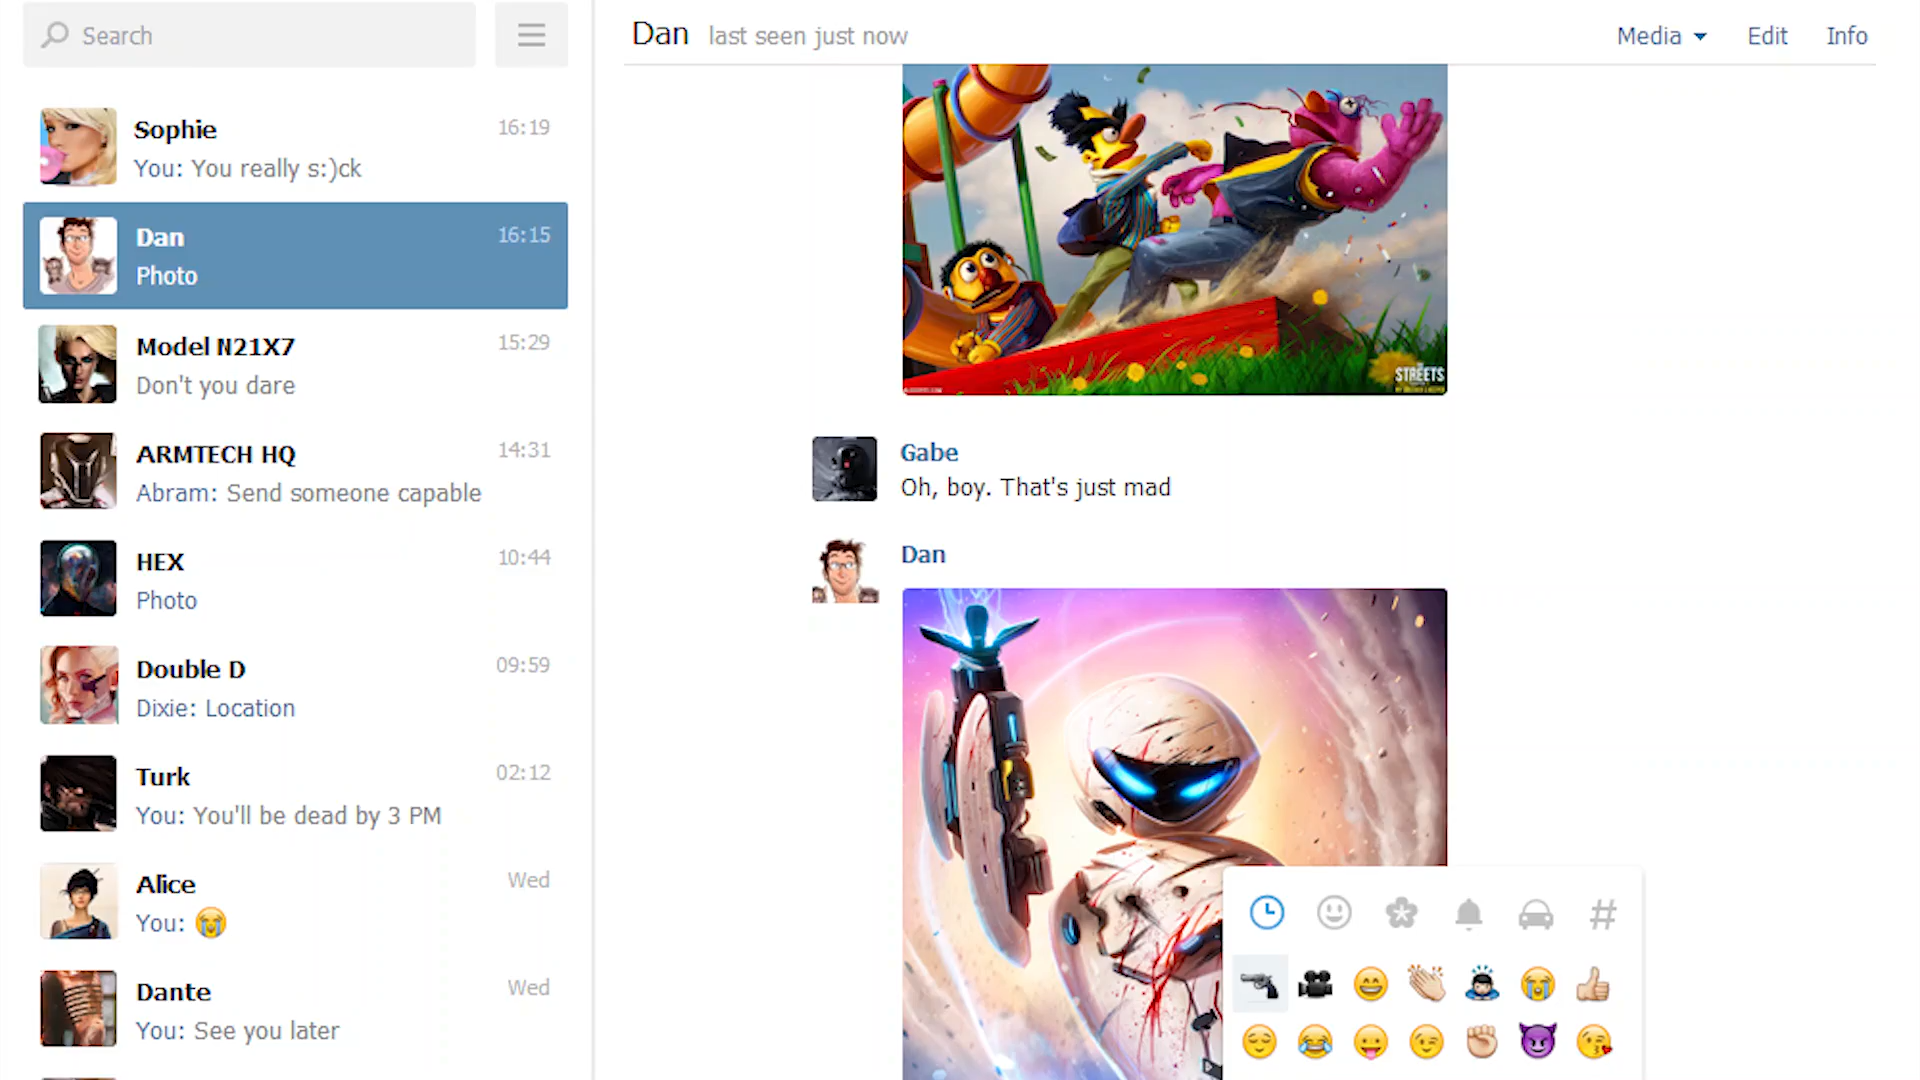 Search
Sophie 16:19
You: You really s:)ck
Dan 16:15
Photo
Model N21X7 15:29
Don't you dare
ARMTECH HQ 14:31
Abram: Send someone capable
HEX 10:44
Photo
Double D 09:59
Dixie: Location
Turk 02:12
You: You'll be dead by 3 PM
Alice Wed
You: 😭
Dante Wed
You: See you later
Dan last seen just now Media Edit Info
STREETS
Gabe
Oh, boy. That's just mad
Dan
#